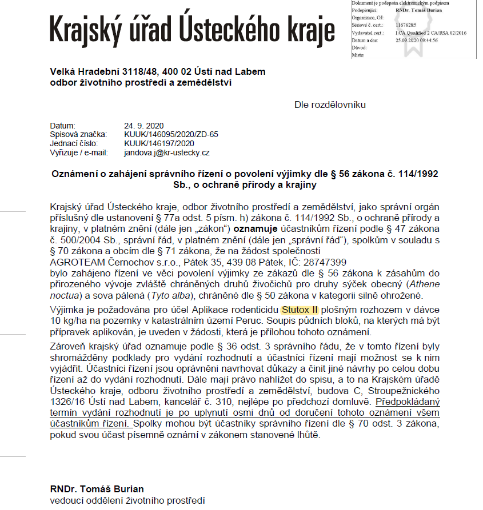 Dokument je podepsán elektronickým podpisem
Podepisující: RNDr. Tomáš Burian
Organizace, OJ:
Sériové č. cert.: 11876285
Vydavatel cert.: I.CA Qualified 2 CA/RSA 02/2016
Datum a čas:
Důvod:
Místo:
Krajský úřad Ústeckého kraje
Velká Hradební 3118/48, 400 02 Ústí nad Labem
odbor životního prostředí a zemědělství
Dle rozdělovníku
Datum: 24. 9. 2020
Spisová značka: KUUK/146095/2020/ZD-65
Jednací číslo KUUK/146197/2020
Vyřizuje / e-mail: jandova.j@kr-ustecky.cz
Oznámení o zahájení správního řízení o povolení výjimky dle § 56 zákona č. 114/1992
Sb., o ochraně přírody a krajiny
Krajský úřad Ústeckého kraje, odbor životního prostředí a zemědělství, jako správní orgán
příslušný dle ustanovení § 77a odst. 5 písm. h) zákona č. 114/1992 Sb., o ochraně přírody a
krajiny, v platném znění (dále jen „zákon“) oznamuje účastníkům řízení podle § 47 zákona
č. 500/2004 Sb., správní řád, v platném znění (dále jen „správní řád“), spolkům v souladu s
§ 70 zákona a obcím dle § 71 zákona, že na žádost společnosti
AGROTEAM Černochov s.r.o., Pátek 35, 439 08 Pátek, IČ: 28747399
bylo zahájeno řízení ve věci povolení výjimky ze zákazů dle § 56 zákona k zásahům do
přirozeného vývoje zvláště chráněných druhů živočichů pro druhy sýček obecný (Athene
noctua) a sova pálená (Tyto alba), chráněné dle § 50 zákona v kategorii silně ohrožené.
Výjimka je požadována pro účel Aplikace rodenticidu Stutox II plošným rozhozem v dávce
10 kg/ha na pozemky v katastrálním území Peruc. Soupis půdních bloků, na kterých má být
přípravek aplikován, je uveden v žádosti, která je přílohou tohoto oznámení.
Zároveň krajský úřad oznamuje podle § 36 odst. 3 správního řádu, že v tomto řízení byly
shromážděny podklady pro vydání rozhodnutí a účastníci řízení mají možnost se k nim
vyjádřit. Účastníci řízení jsou oprávněni navrhovat důkazy a činit jiné návrhy po celou dobu
řízení až do vydání rozhodnutí. Dále mají právo nahlížet do spisu, a to na Krajském úřadě
Ústeckého kraje, odboru životního prostředí a zemědělství, budova C, Stroupežnického
1326/16 Ústí nad Labem, kancelář č. 310, nejlépe po předchozí domluvě. Předpokládaný
termín vydání rozhodnutí je po uplynutí osmi dnů od doručení tohoto oznámení všem
účastníkům řízení. Spolky mohou být účastníky správního řízení dle § 70 odst. 3 zákona,
pokud svou účast písemně oznámí v zákonem stanovené lhůtě.
RNDr. Tomáš Burian
vedoucí oddělení životního prostředí